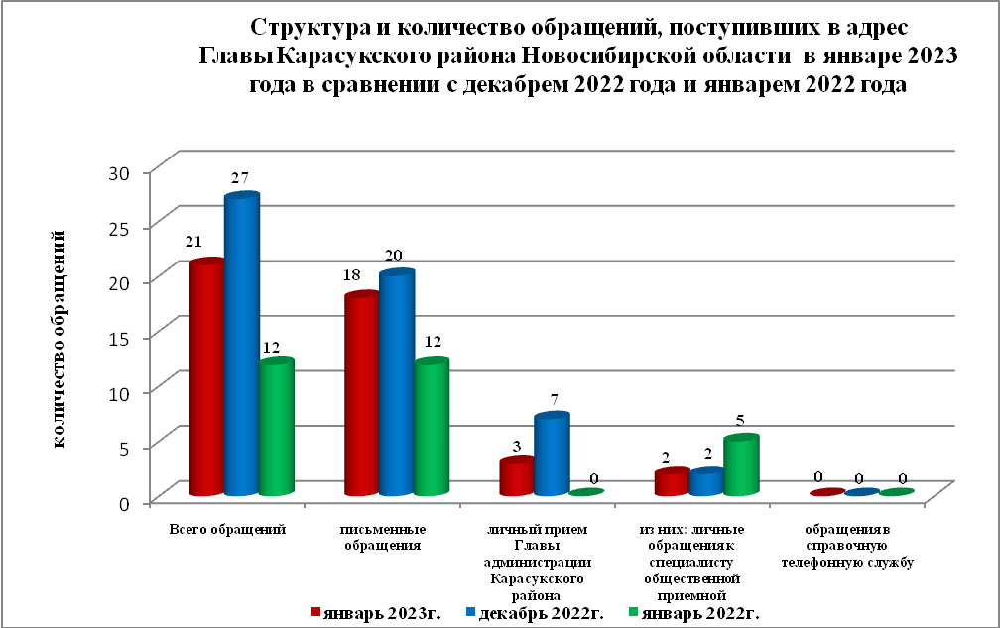 Структура и количество обращений, поступивших в адрес
Главы Карасукского района Новосибирской области в январе 2023
года в сравнении с декабрем 2022 года и январем 2022 года
количество обращений
30
25
20
15
10
5
0
21
27
12
18
20
12
3
7
0
2
2
5
0
0
0
Всего обращений
письменные
обращения
личный прием
Главы
администрации
Карасукского
района
из них: личные
обращения к
специалисту
общественной
приемной
обращения в
справочную
телефонную службу
январь 2023г.
декабрь 2022г.
январь 2022г.